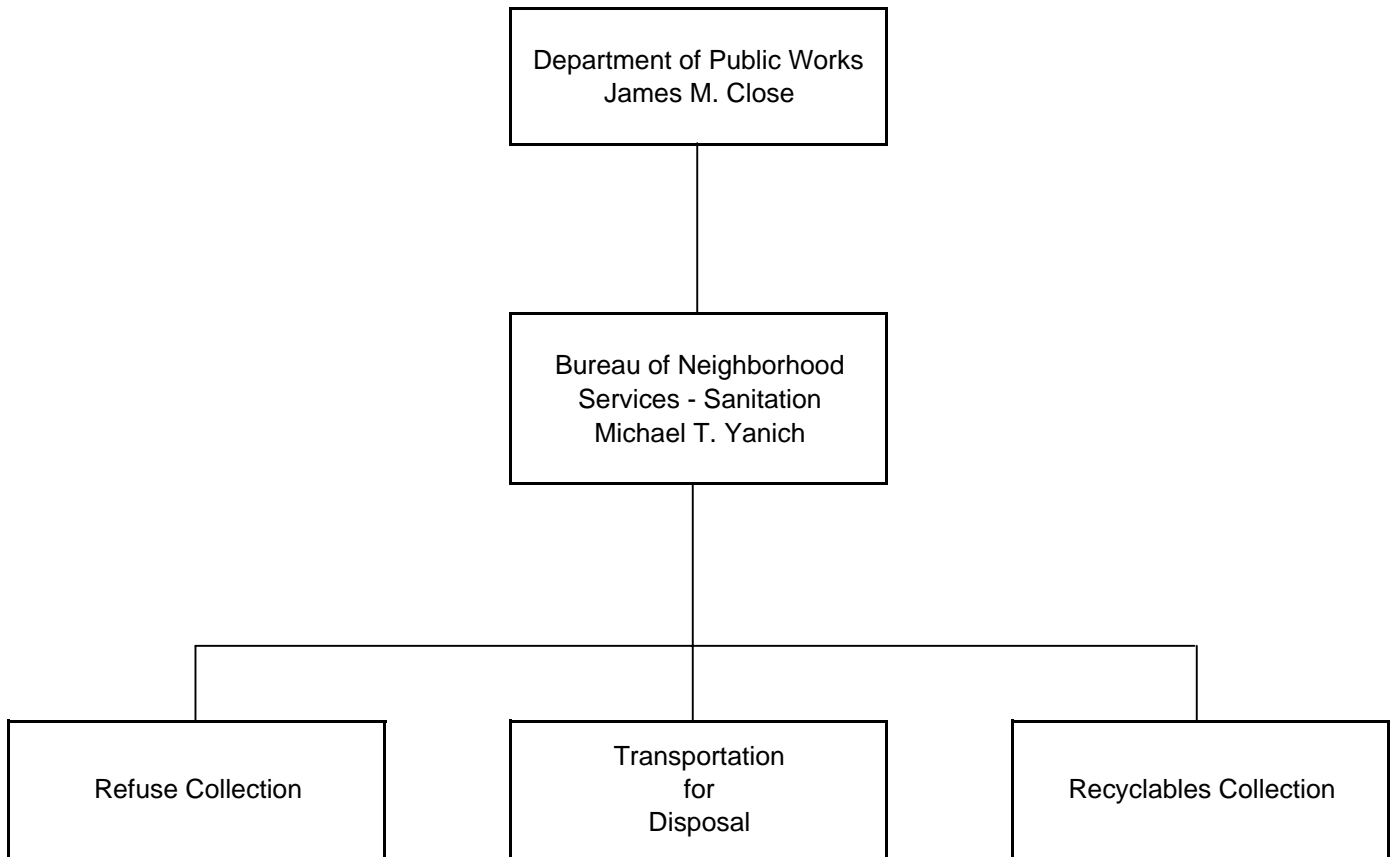 Department of Public Works
James M. Close
Bureau of Neighborhood
Services - Sanitation
Michael T. Yanich
Refuse Collection
Transportation
for
Disposal
Recyclables Collection